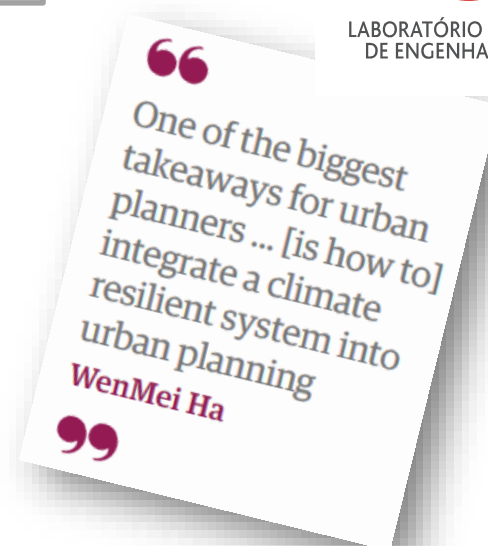 LABORATÓRIO
DE ENGENHA
“
One of the biggest
takeaways for urban
planners ... [is how to]
integrate a climate
resilient system into
urban planning
WenMei Ha
”